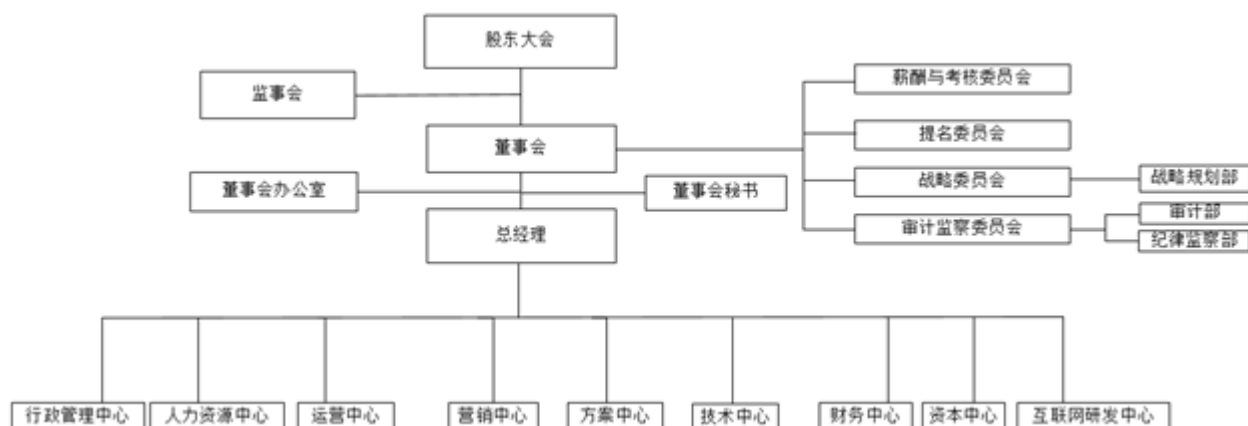 股东大会
薪酬与考核委员会
监事会
提名委员会
董事会
战略委员会
战略规划部
董事会办公室
董事会秘书
审计部
总经理
审计监察委员会
纪律监察部
行政管理中心
人力资源中心
运营中心
营销中心
方案中心
技术中心
财务中心
资本中心
互联网研发中心